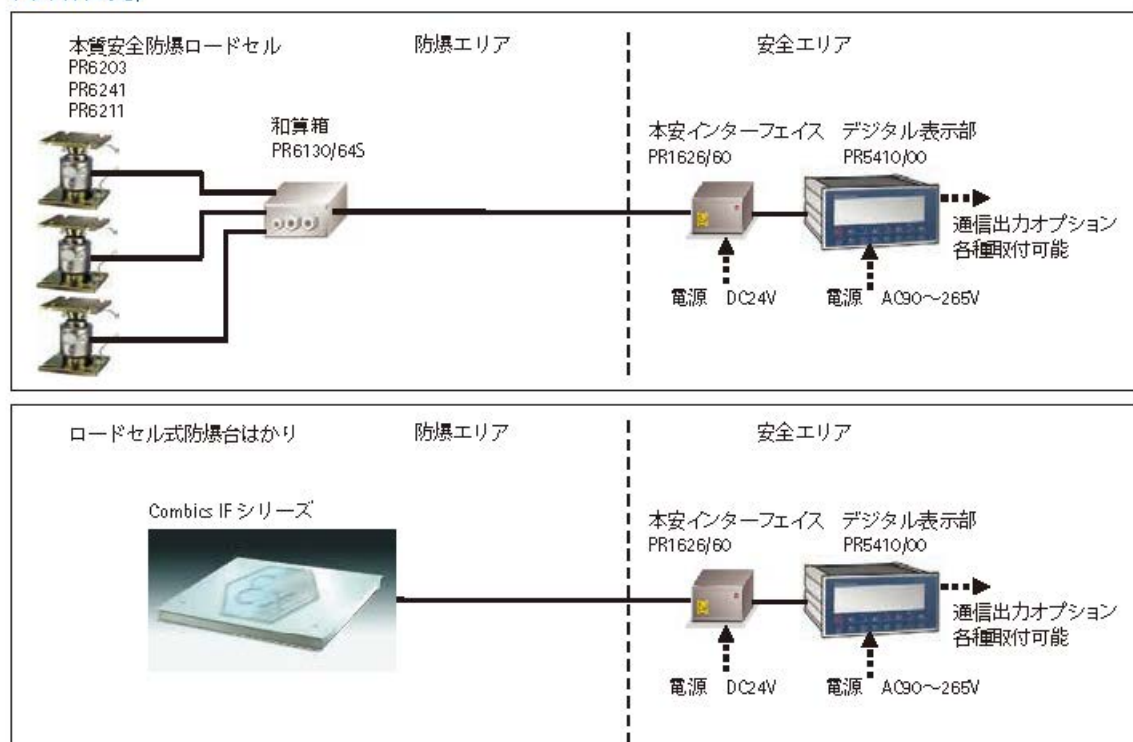 本質安全防爆ロードセル
PR6203
PR6241
PR6211
防爆エリア
安全エリア
和算箱
PR6130/64S
本安インターフェイス
PR1626/60
デジタル表示部
PR5410/00
通信出力オプション
各種取付可能
電源 DC24V
電源 AC90～265V
ロードセル式防爆台はかり
防爆エリア
安全エリア
Combics IFシリーズ
本安インターフェイス
PR1626/60
デジタル表示部
PR5410/00
通信出力オプション
各種取付可能
電源 DC24V
電源 AC90～265V